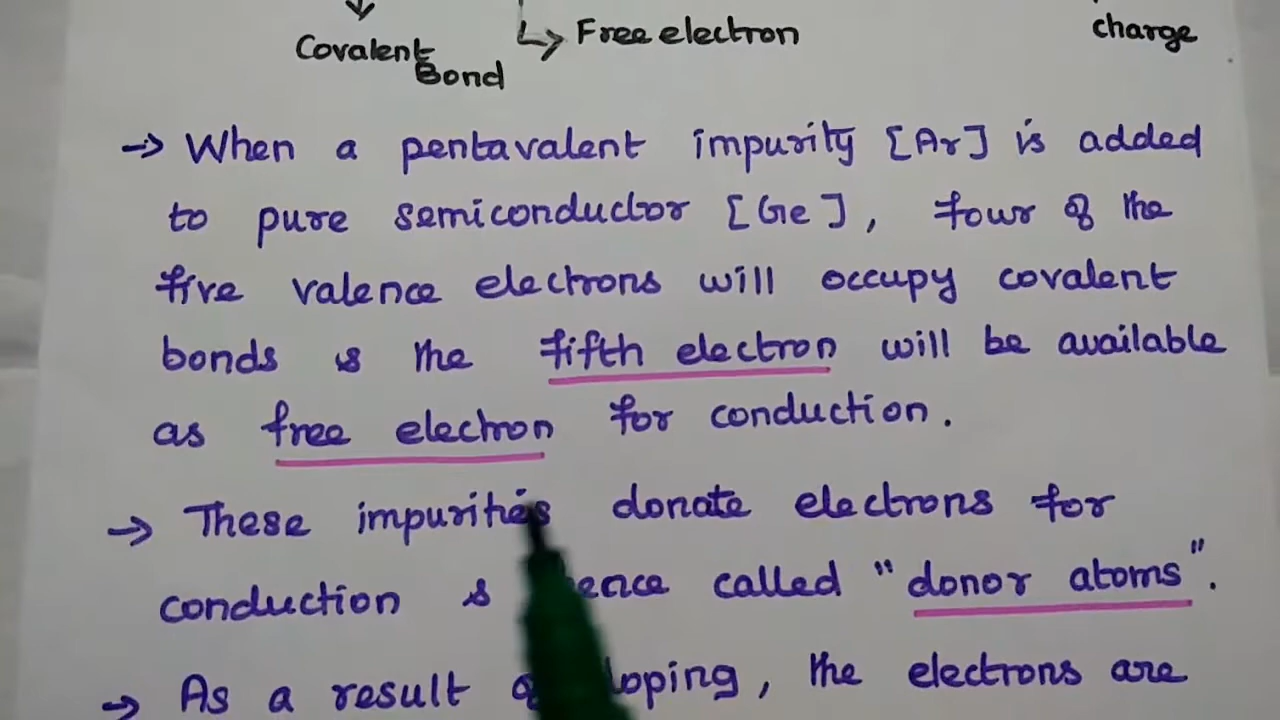 Covalent Bond
Free electron
charge
→ When a pentavalent impurity [Ar] is added
to pure semiconductor [Ge], four of the
five valence electrons will occupy covalent
bonds & the fifth electron will be available
as free electron for conduction.
→ These impurities donate electrons for
conduction & called "donor atoms".
→ As a result the electrons are